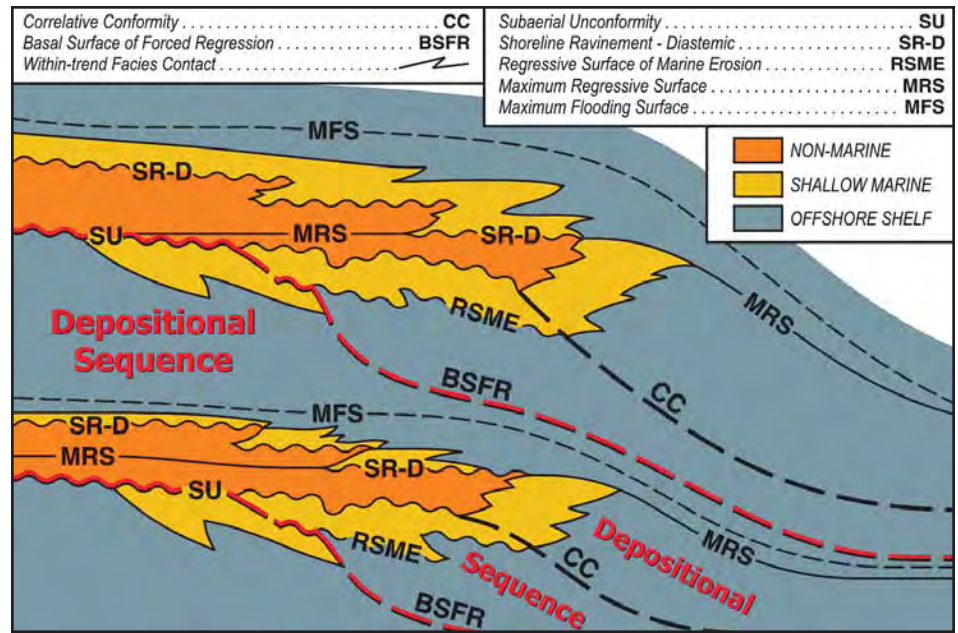 Correlative Conformity . . . . . . . . . . . . . . . . . . . . . . CC
Basal Surface of Forced Regression . . . . . . . . . . BSFR
Within-trend Facies Contact . . . . . . . . . . . . . . .
Subaerial Unconformity . . . . . . . . . . . . . . . . . . . . . . SU
Shoreline Ravinement - Diastemic . . . . . . . . . . . . SR-D
Regressive Surface of Marine Erosion . . . . . . . RSME
Maximum Regressive Surface . . . . . . . . . . . . . . MRS
Maximum Flooding Surface . . . . . . . . . . . . . . . . MFS
NON-MARINE
SHALLOW MARINE
OFFSHORE SHELF
MFS
SR-D
SU
MRS
SR-D
RSME
MRS
Depositional
Sequence
BSFR
CC
MFS
SR-D
MRS
SR-D
SU
RSME
MRS
CC
BSFR
Depositional
Sequence